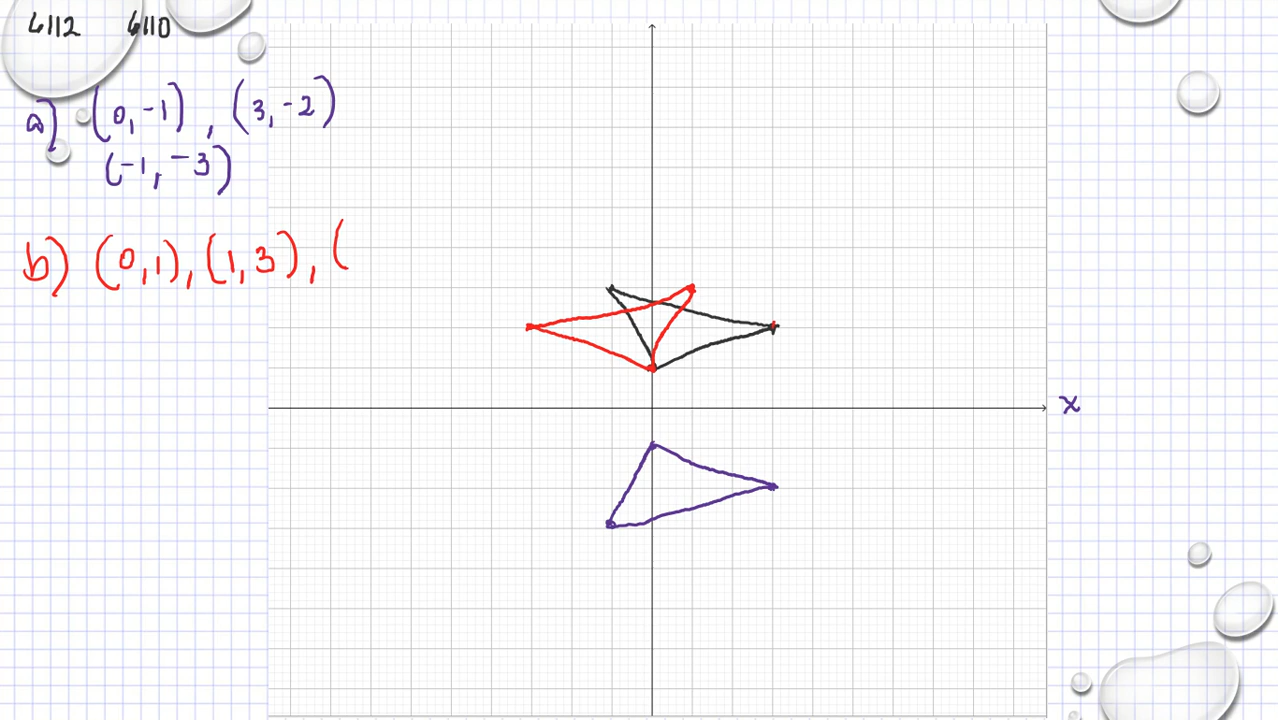 6112 6110
a) (0,-1), (3,-2)
(-1,-3)
b) (0,1), (1,3), (
x